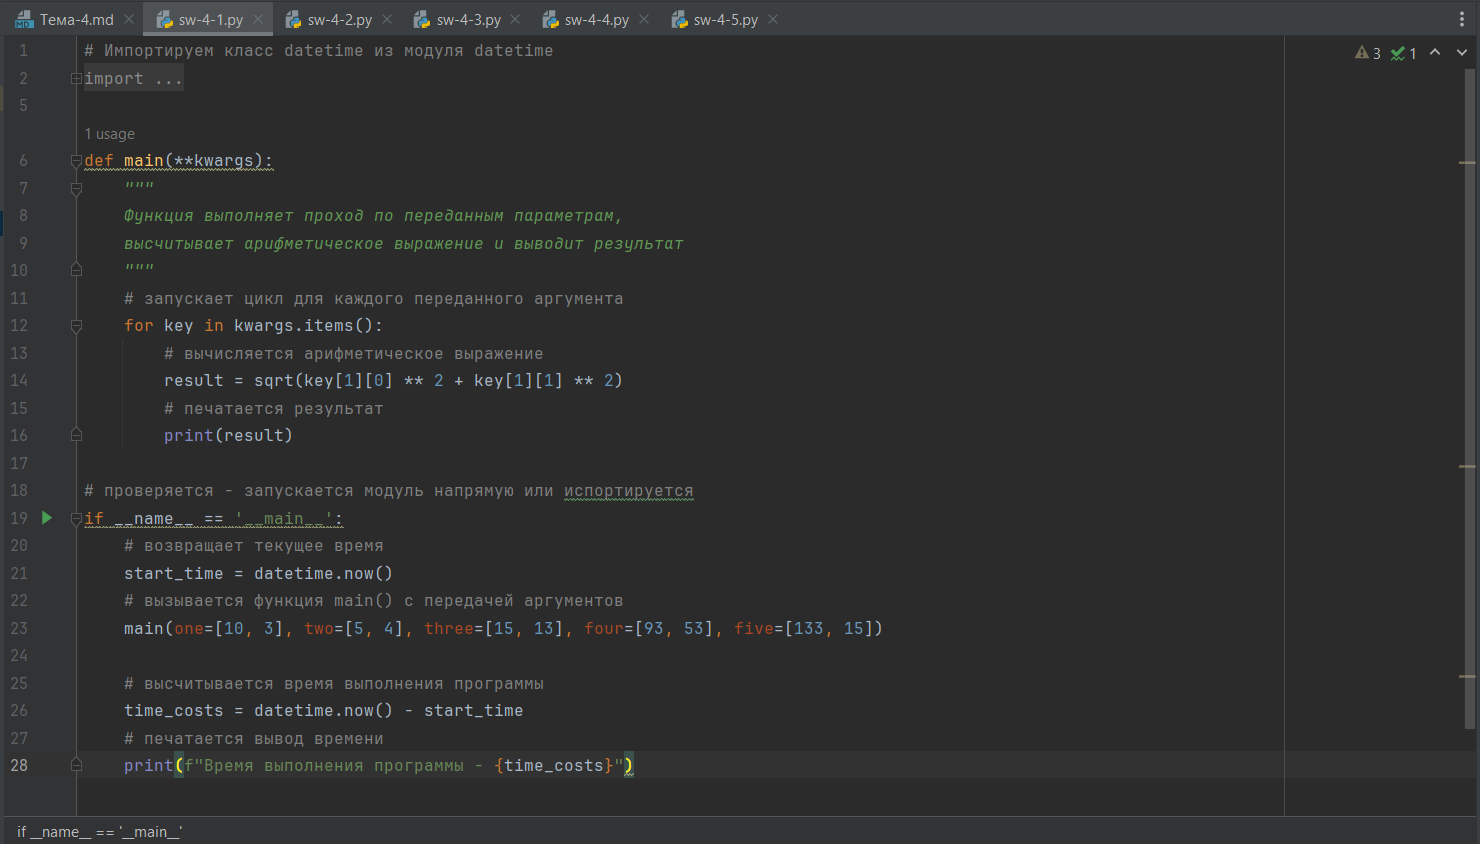 Тема-4.md sw-4-1.py sw-4-2.py sw-4-3.py sw-4-4.py sw-4-5.py
1 # Импортируем класс datetime из модуля datetime 3 1
2 import ...
5
1 usage
6 def main(**kwargs):
7 """
8 Функция выполняет проход по переданным параметрам,
9 высчитывает арифметическое выражение и выводит результат
10 """
11 # запускает цикл для каждого переданного аргумента
12 for key in kwargs.items():
13 # вычисляется арифметическое выражение
14 result = sqrt(key[1][0] ** 2 + key[1][1] ** 2)
15 # печатается результат
16 print(result)
17
18 # проверяется - запускается модуль напрямую или испортируется
19 if __name__ == '__main__':
20 # возвращает текущее время
21 start_time = datetime.now()
22 # вызывается функция main() с передачей аргументов
23 main(one=[10, 3], two=[5, 4], three=[15, 13], four=[93, 53], five=[133, 15])
24
25 # высчитывается время выполнения программы
26 time_costs = datetime.now() - start_time
27 # печатается вывод времени
28 print(f"Время выполнения программы - {time_costs}")
if __name__ == '__main__'